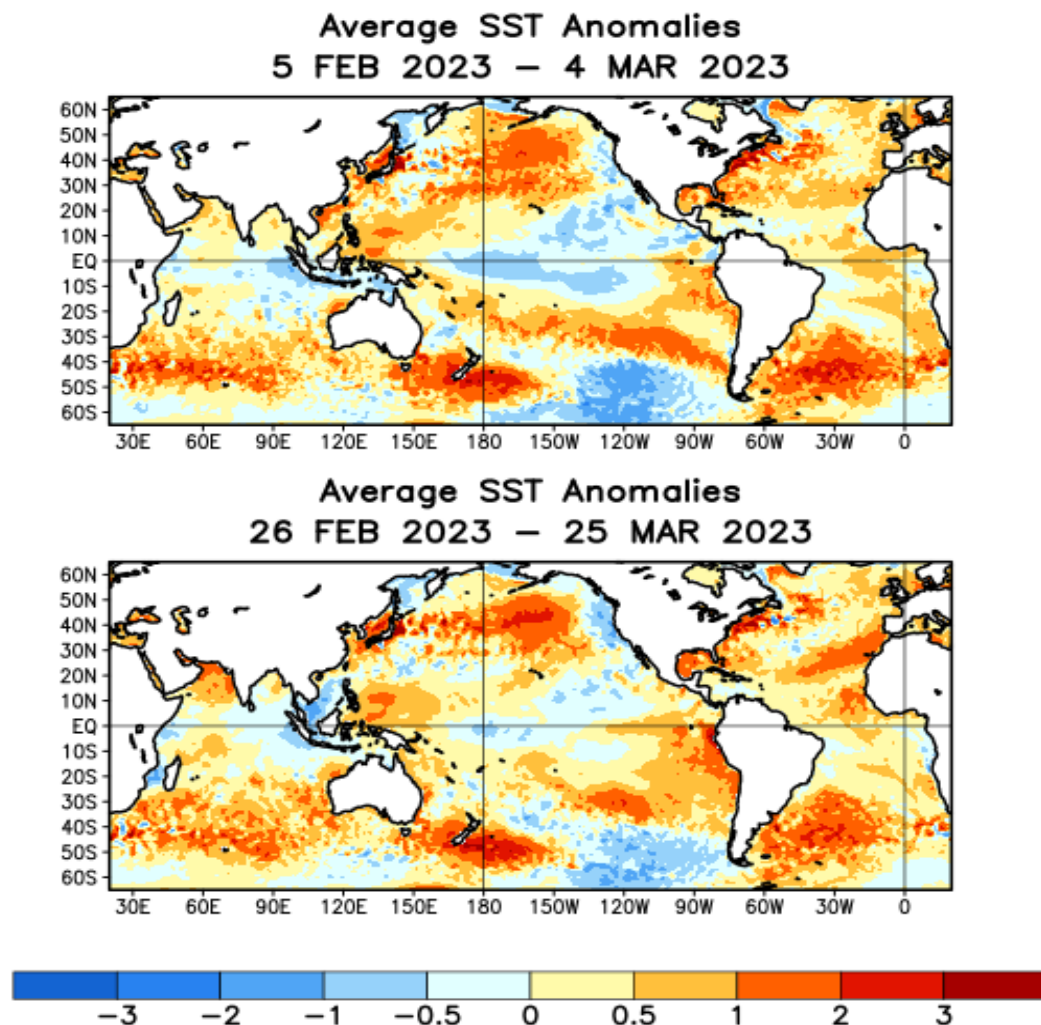 Average SST Anomalies
5 FEB 2023 – 4 MAR 2023
60N
50N
40N
30N
20N
10N
EQ
10S
20S
30S
40S
50S
60S
30E 60E 90E 120E 150E 180 150W 120W 90W 60W 30W 0
Average SST Anomalies
26 FEB 2023 – 25 MAR 2023
60N
50N
40N
30N
20N
10N
EQ
10S
20S
30S
40S
50S
60S
30E 60E 90E 120E 150E 180 150W 120W 90W 60W 30W 0
−3 −2 −1 −0.5 0 0.5 1 2 3